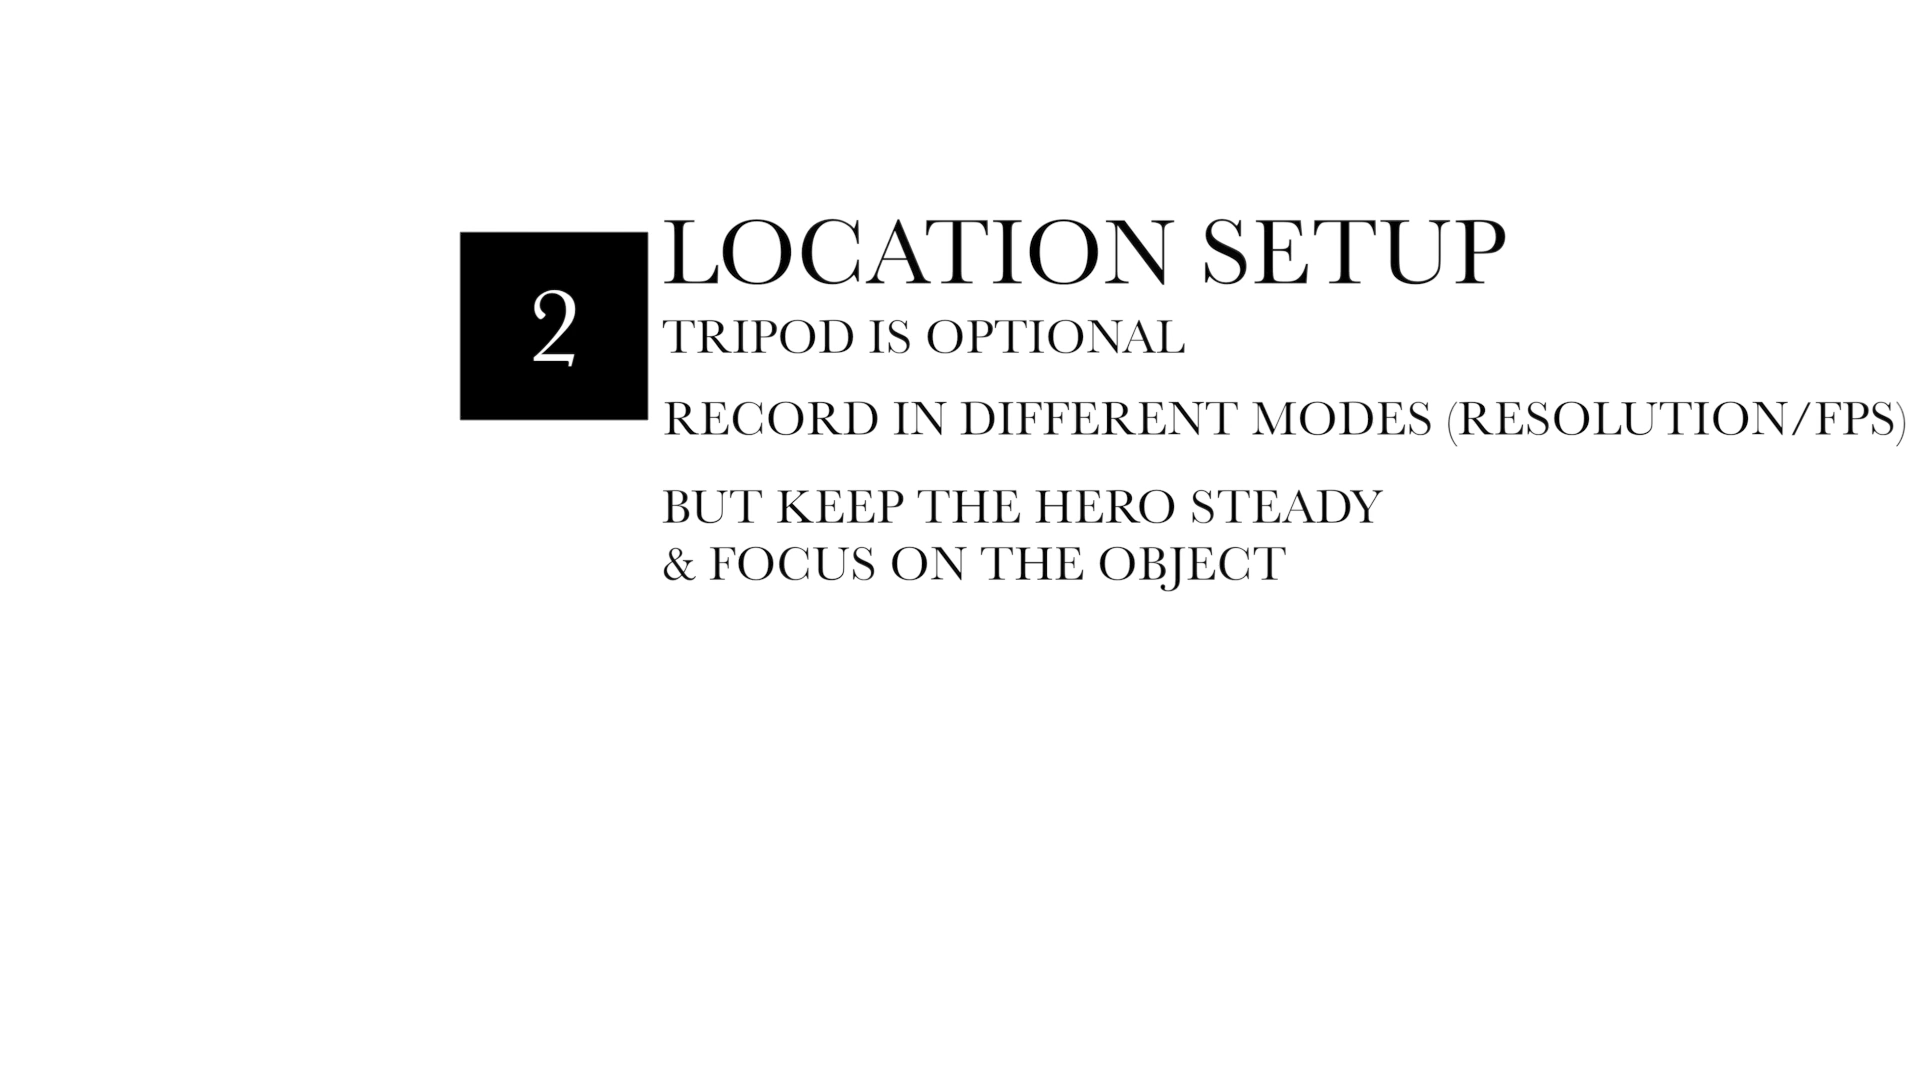 2
LOCATION SETUP
TRIPOD IS OPTIONAL
RECORD IN DIFFERENT MODES (RESOLUTION/FPS)
BUT KEEP THE HERO STEADY
& FOCUS ON THE OBJECT